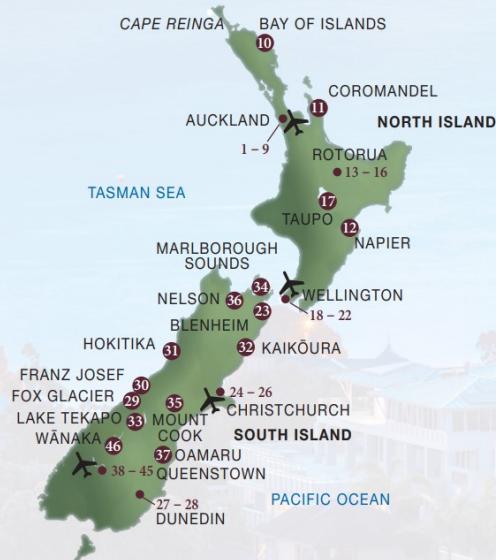 CAPE REINGA
BAY OF ISLANDS
10
COROMANDEL
11
AUCKLAND
NORTH ISLAND
1 – 9
ROTORUA
13 – 16
TASMAN SEA
17
TAUPO
12
NAPIER
MARLBOROUGH
SOUNDS
34
WELLINGTON
NELSON
36
23
18 – 22
BLENHEIM
HOKITIKA
31
32
KAIKŌURA
FRANZ JOSEF
30
24 – 26
FOX GLACIER
29
35
CHRISTCHURCH
LAKE TEKAPO
33
MOUNT
COOK
SOUTH ISLAND
WĀNAKA
46
37
OAMARU
38 – 45
QUEENSTOWN
27 – 28
DUNEDIN
PACIFIC OCEAN